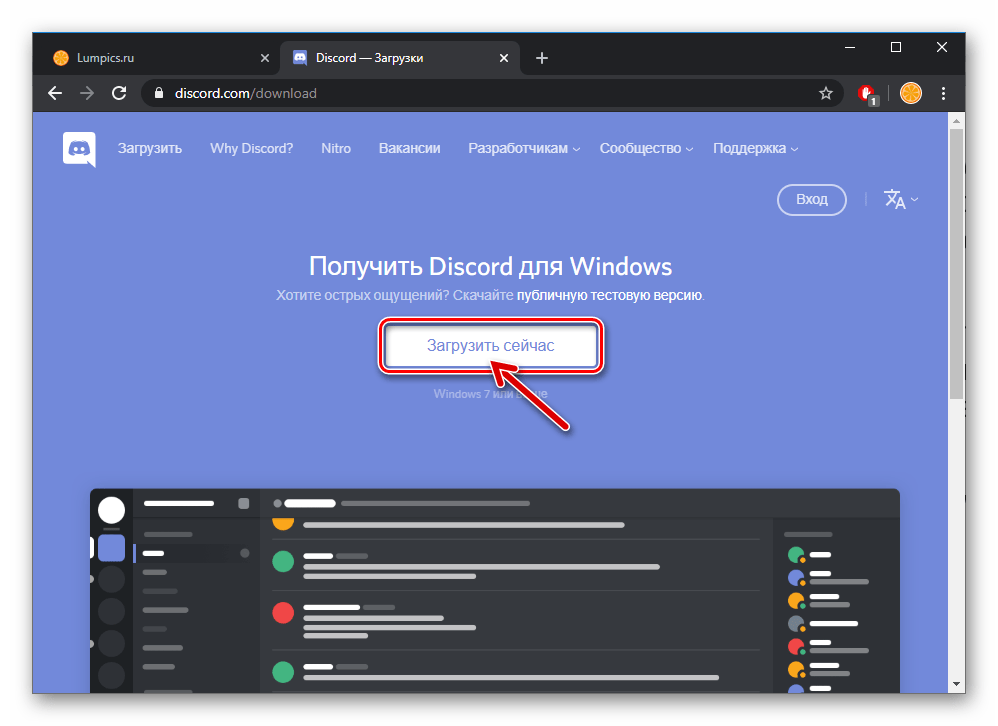 Lumpics.ru
Discord — Загрузки
discord.com/download
1
Загрузить Why Discord? Nitro Вакансии Разработчикам Сообщество Поддержка
Вход
Получить Discord для Windows
Хотите острых ощущений? Скачайте публичную тестовую версию.
Загрузить сейчас
Windows 7 или